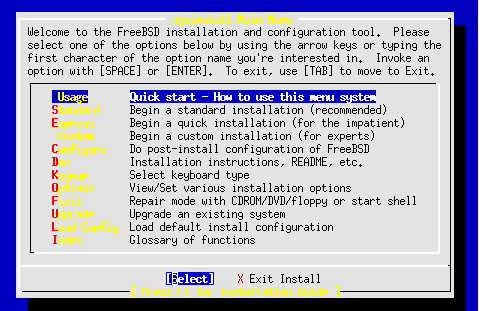 sysinstall Main Menu
Welcome to the FreeBSD installation and configuration tool. Please
select one of the options below by using the arrow keys or typing the
first character of the option name you're interested in. Invoke an
option with [SPACE] or [ENTER]. To exit, use [TAB] to move to Exit.
Usage Quick start - How to use this menu system
Standard Begin a standard installation (recommended)
Express Begin a quick installation (for the impatient)
Custom Begin a custom installation (for experts)
Configure Do post-install configuration of FreeBSD
Doc Installation instructions, README, etc.
Keymap Select keyboard type
Options View/Set various installation options
Fixit Repair mode with CDROM/DVD/floppy or start shell
Upgrade Upgrade an existing system
Load Config Load default install configuration
Index Glossary of functions
[Select] X Exit Install
[ Press F1 for Installation Guide ]